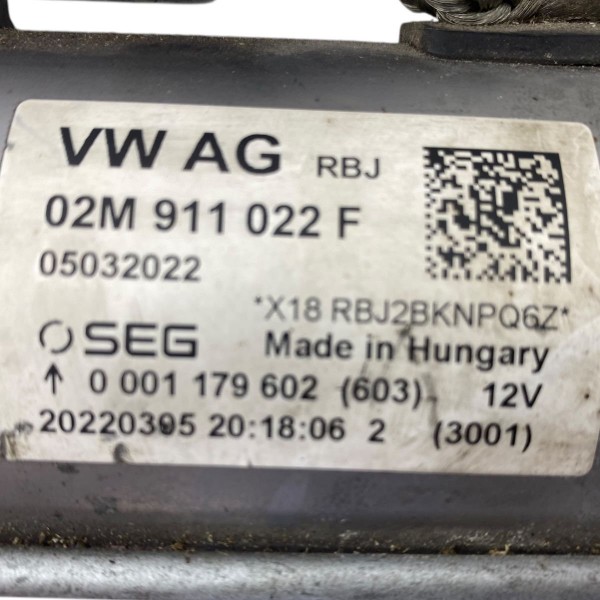 VW AG RBJ
02M 911 022 F
05032022
*X18 RBJ2BKNPQ6Z*
SEG Made in Hungary
↑ 0 001 179 602 (603) 12V
20220305 20:18:06 2 (3001)